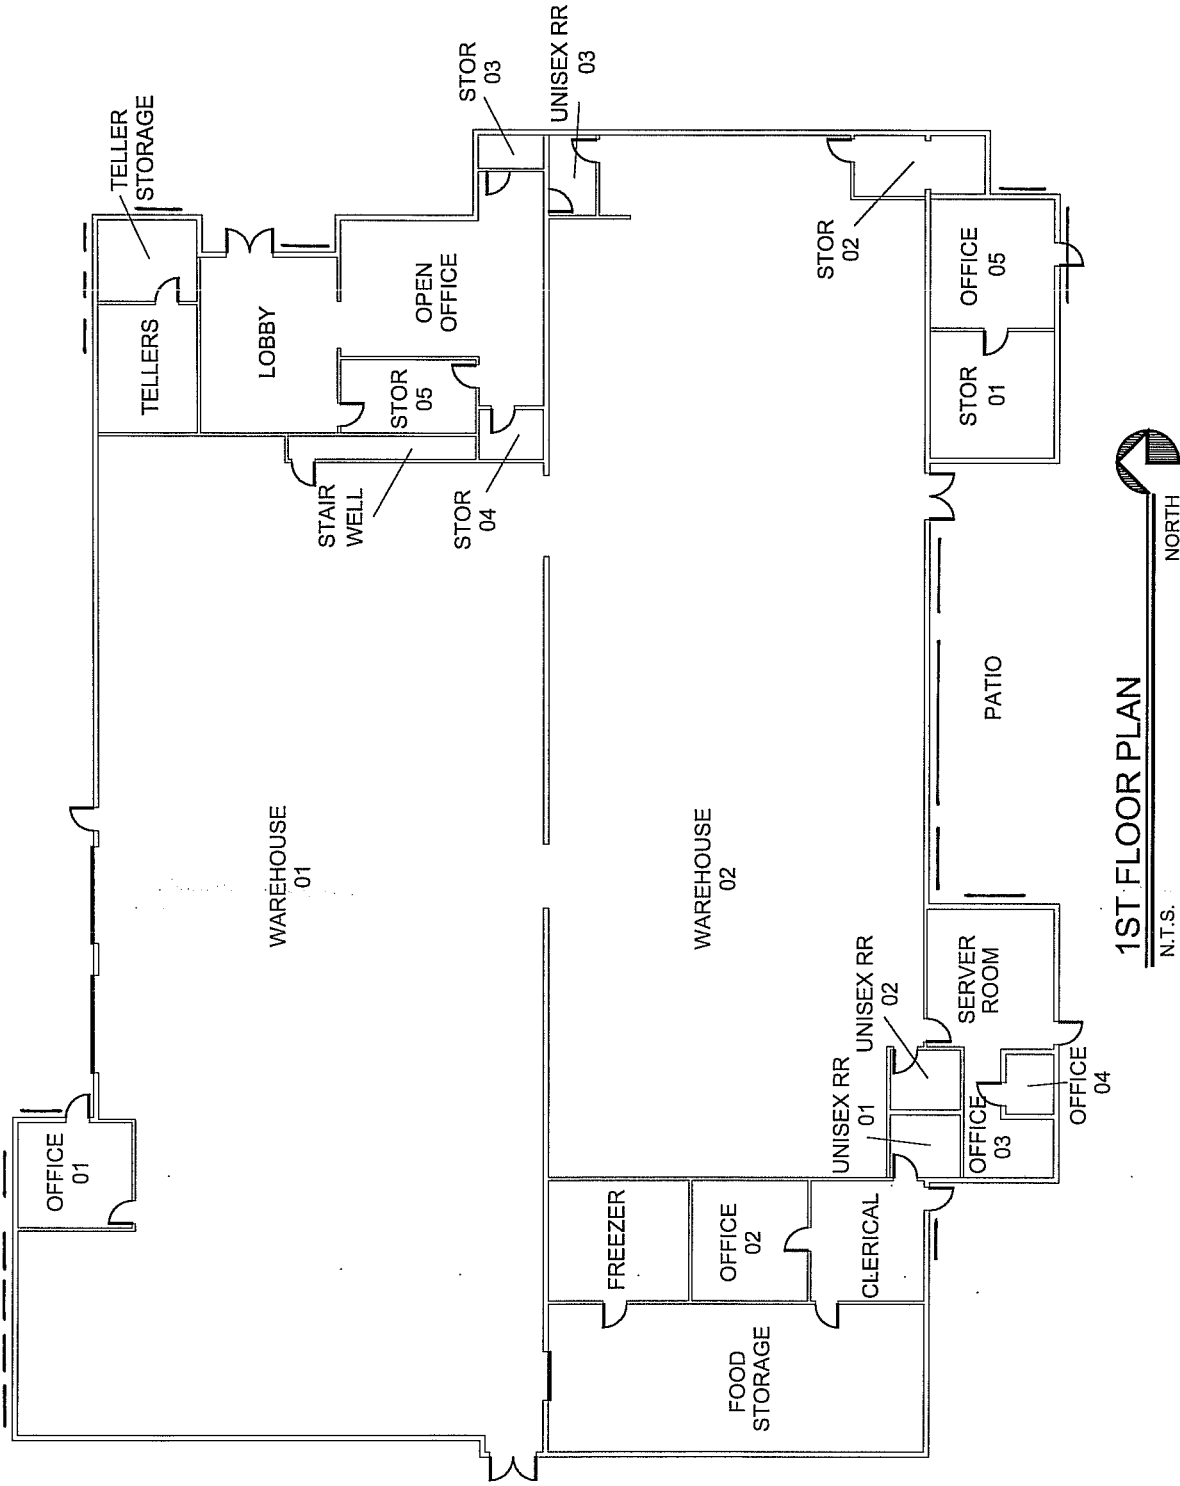 TELLER
STORAGE
STOR
03
UNISEX RR
03
TELLERS
LOBBY
OPEN
OFFICE
STOR
05
STAIR
WELL
STOR
04
STOR
02
OFFICE
05
STOR
01
WAREHOUSE
01
WAREHOUSE
02
PATIO
OFFICE
01
UNISEX RR
02
UNISEX RR
01
SERVER
ROOM
OFFICE
03
OFFICE
04
FREEZER
OFFICE
02
CLERICAL
FOOD
STORAGE
1ST FLOOR PLAN
N.T.S.
NORTH